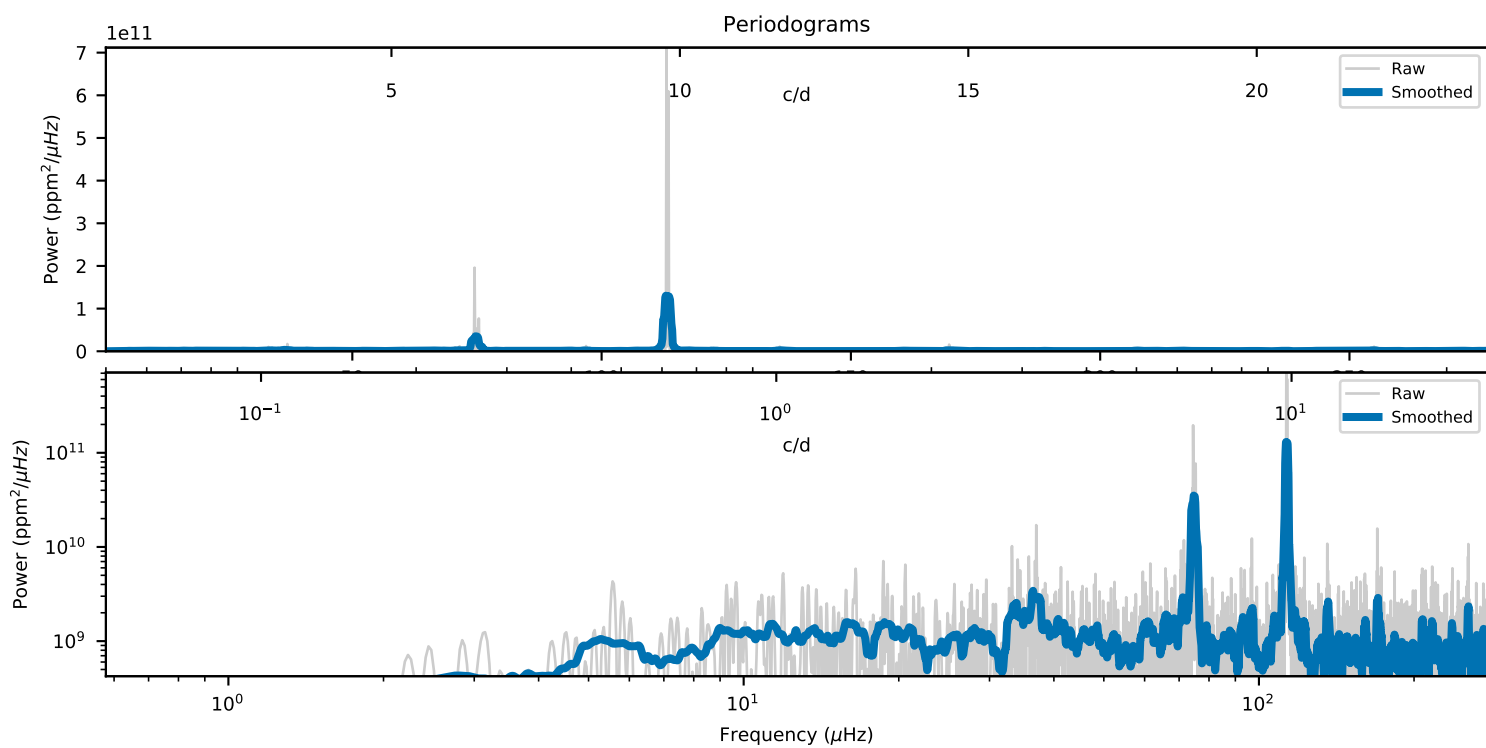 Periodograms
1e11
7
6
5
4
3
2
1
0
Power (ppm²/μHz)
5
10
15
20
c/d
Raw
Smoothed
10⁻¹
10⁰
10¹
c/d
Raw
Smoothed
10¹¹
10¹⁰
10⁹
Power (ppm²/μHz)
10⁰
10¹
10²
Frequency (μHz)